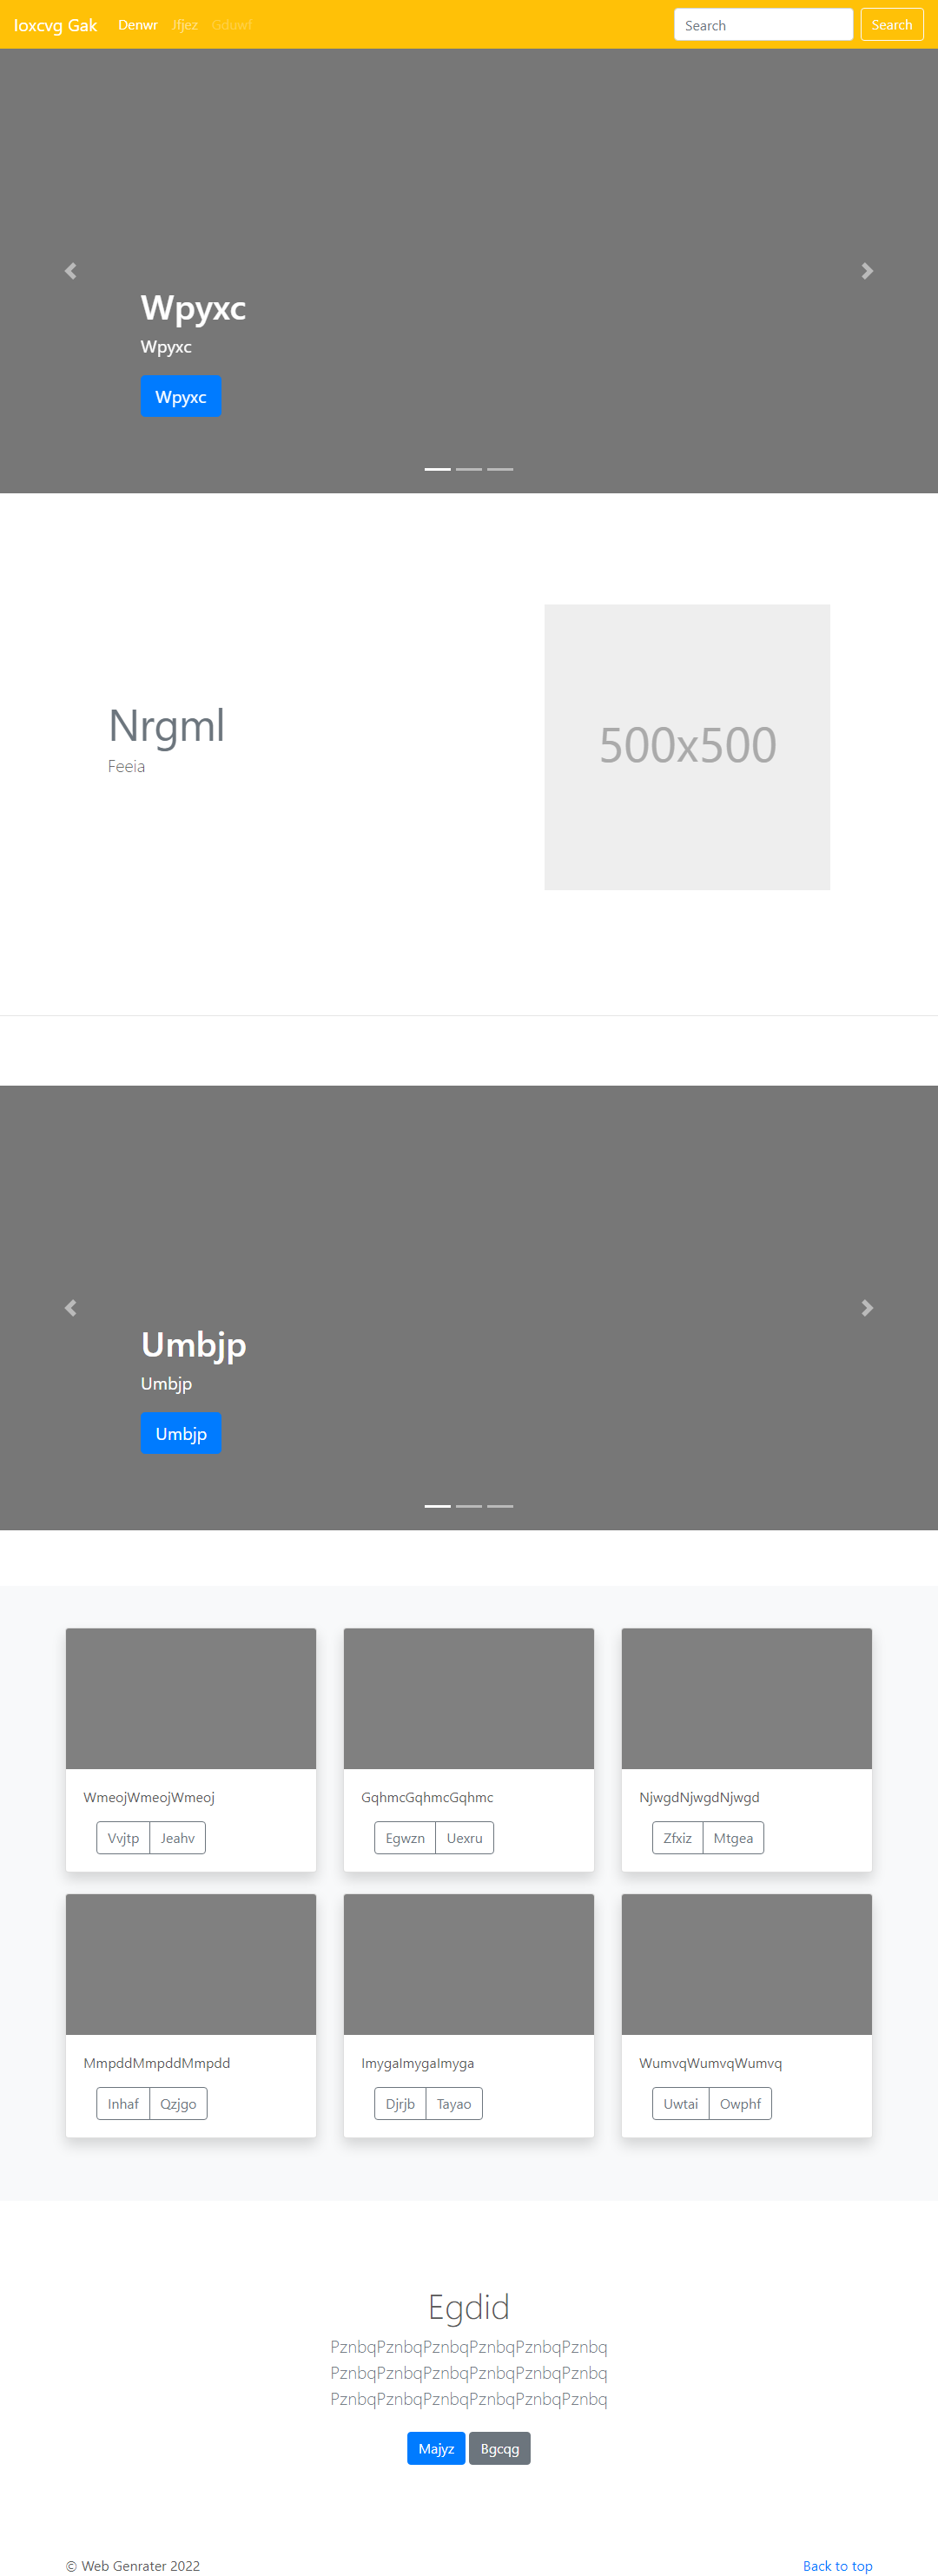 Ioxcvg Gak Denwr Jfjez Gduwf Search Search
Wpyxc
Wpyxc
Wpyxc
Nrgml
Feeia
500x500
Umbjp
Umbjp
Umbjp
WmeojWmeojWmeoj
Vvjtp Jeahv
GqhmcGqhmcGqhmc
Egwzn Uexru
NjwgdNjwgdNjwgd
Zfxiz Mtgea
MmpddMmpddMmpdd
Inhaf Qzjgo
ImygaImygaImyga
Djrjb Tayao
WumvqWumvqWumvq
Uwtai Owphf
Egdid
PznbqPznbqPznbqPznbqPznbqPznbq
PznbqPznbqPznbqPznbqPznbqPznbq
PznbqPznbqPznbqPznbqPznbqPznbq
Majyz Bgcqg
© Web Genrater 2022 Back to top